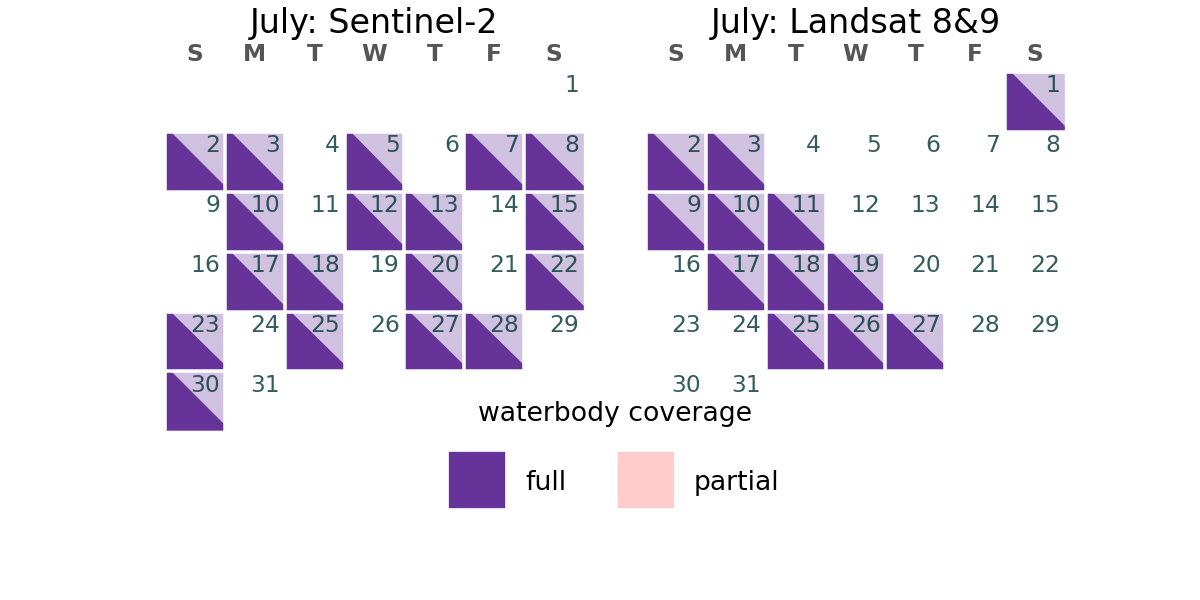 July: Sentinel-2
S M T W T F S
1
2 3 4 5 6 7 8
9 10 11 12 13 14 15
16 17 18 19 20 21 22
23 24 25 26 27 28 29
30 31
July: Landsat 8&9
S M T W T F S
1
2 3 4 5 6 7 8
9 10 11 12 13 14 15
16 17 18 19 20 21 22
23 24 25 26 27 28 29
30 31
waterbody coverage
full partial